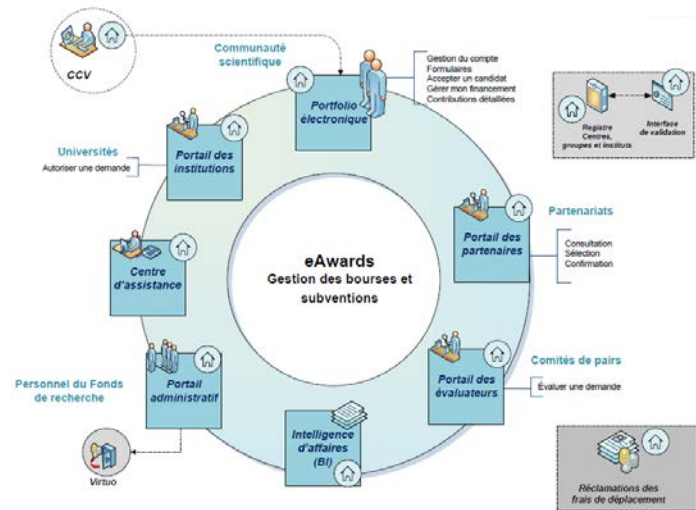 CCV
Communauté
scientifique
Portfolio
électronique
Gestion du compte
Formulaires
Accepter un candidat
Gérer mon financement
Contributions détaillées
Registre
Centres,
groupes et instituts
Interface
de validation
Universités
Autoriser une demande
Portail des
institutions
Partenariats
Portail des
partenaires
Consultation
Sélection
Confirmation
Centre
d'assistance
eAwards
Gestion des bourses et
subventions
Personnel du Fonds
de recherche
Portail
administratif
Comités de pairs
Portail des
évaluateurs
Évaluer une demande
Intelligence
d'affaires
(BI)
Virtuo
Réclamations des
frais de déplacement